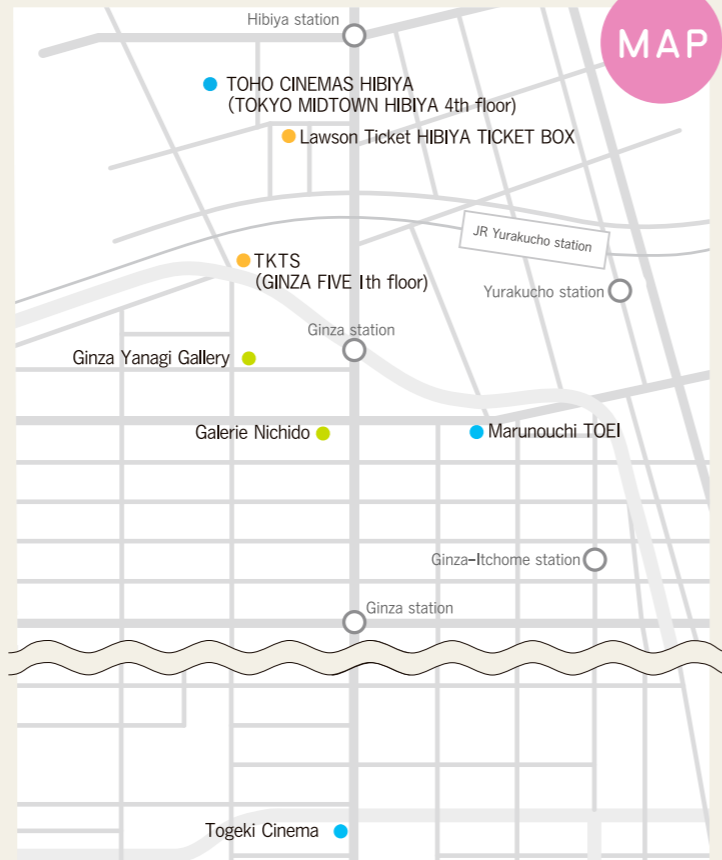 Hibiya station
MAP
TOHO CINEMAS HIBIYA
(TOKYO MIDTOWN HIBIYA 4th floor)
Lawson Ticket HIBIYA TICKET BOX
JR Yurakucho station
TKTS
(GINZA FIVE 1th floor)
Yurakucho station
Ginza station
Ginza Yanagi Gallery
Galerie Nichido
Marunouchi TOEI
Ginza-Itchome station
Ginza station
Togeki Cinema